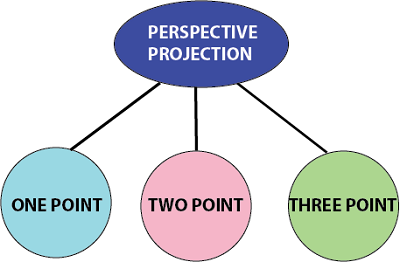 PERSPECTIVE
PROJECTION
ONE POINT
TWO POINT
THREE POINT